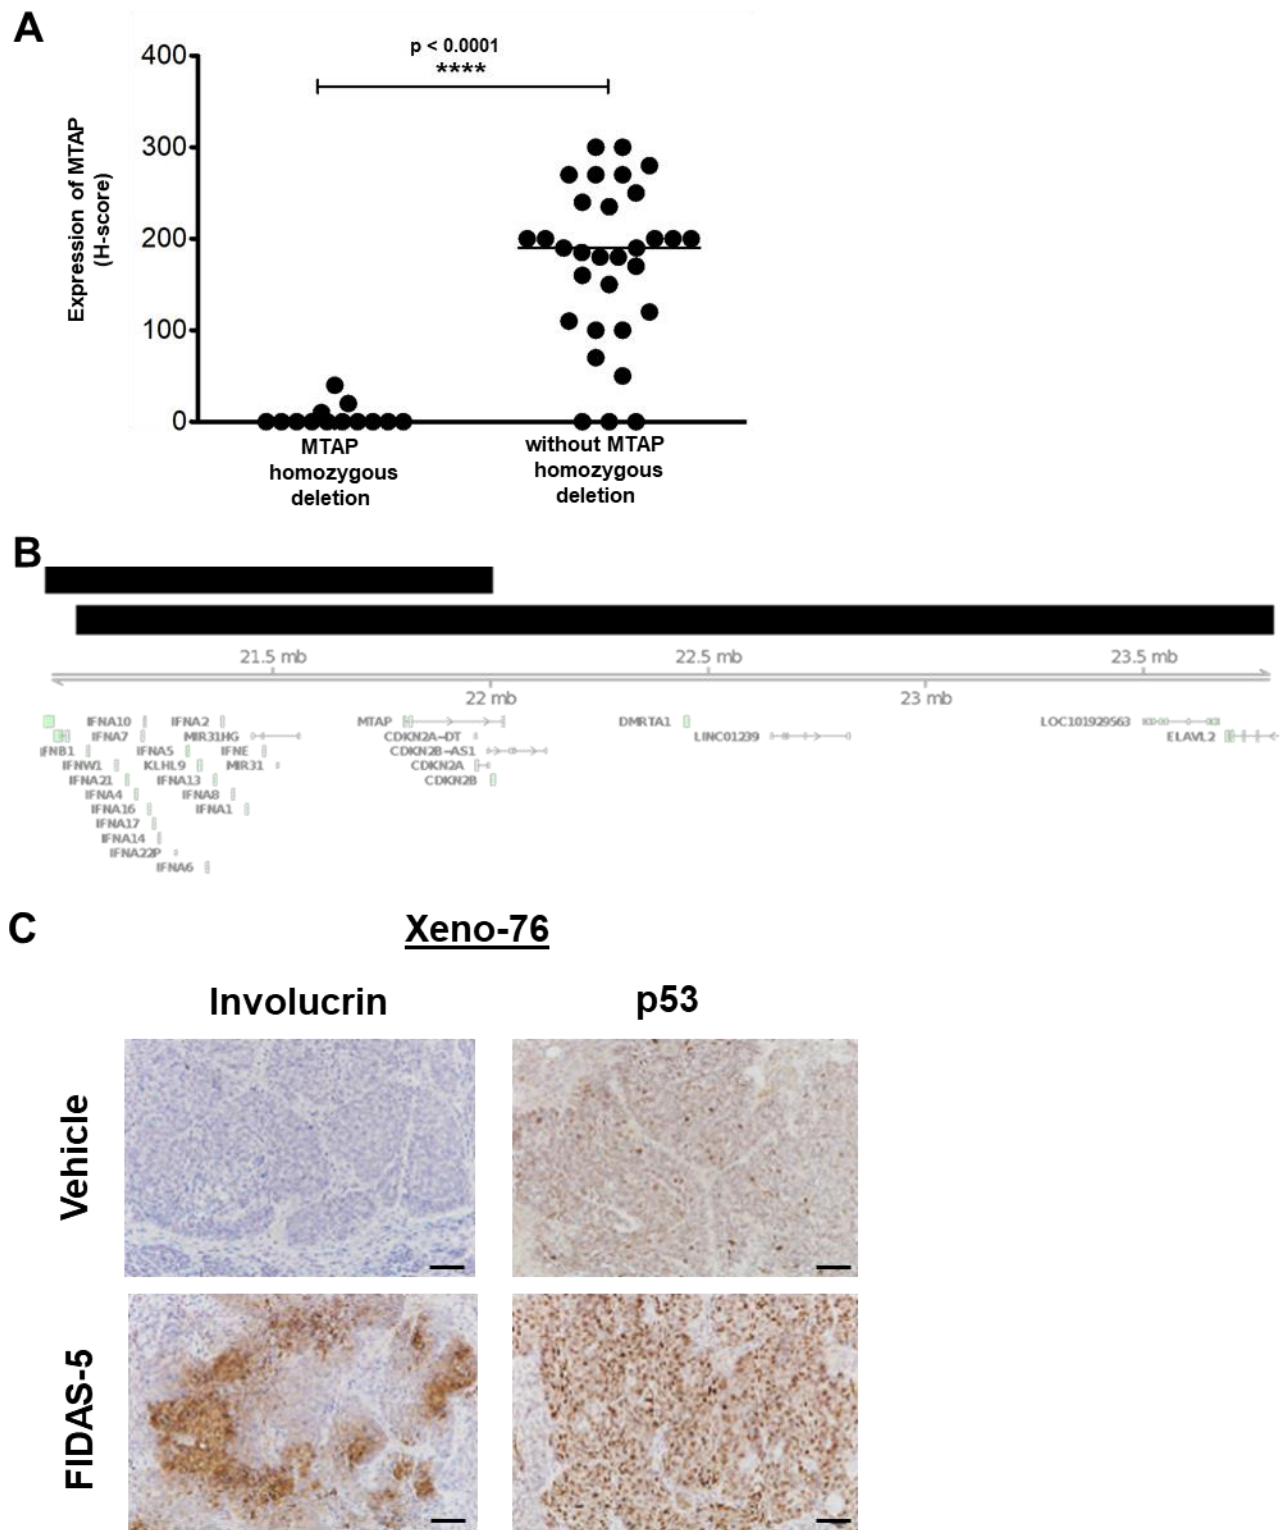 A
p < 0.0001
****
400
300
200
100
0
Expression of MTAP
(H-score)
MTAP
homozygous
deletion
without MTAP
homozygous
deletion
B
21.5 mb
22.5 mb
23.5 mb
22 mb
23 mb
IFNA10
IFNA2
MTAP
DMRTA1
LOC101929563
IFNA7
MIR31HG
CDKN2A-DT
LINC01239
ELAVL2
IFNB1
IFNA5
IFNE
CDKN2B-AS1
IFNW1
KLHL9
MIR31
CDKN2A
IFNA21
IFNA13
CDKN2B
IFNA4
IFNA8
IFNA16
IFNA1
IFNA17
IFNA14
IFNA22P
IFNA6
C
Xeno-76
Involucrin
p53
Vehicle
FIDAS-5